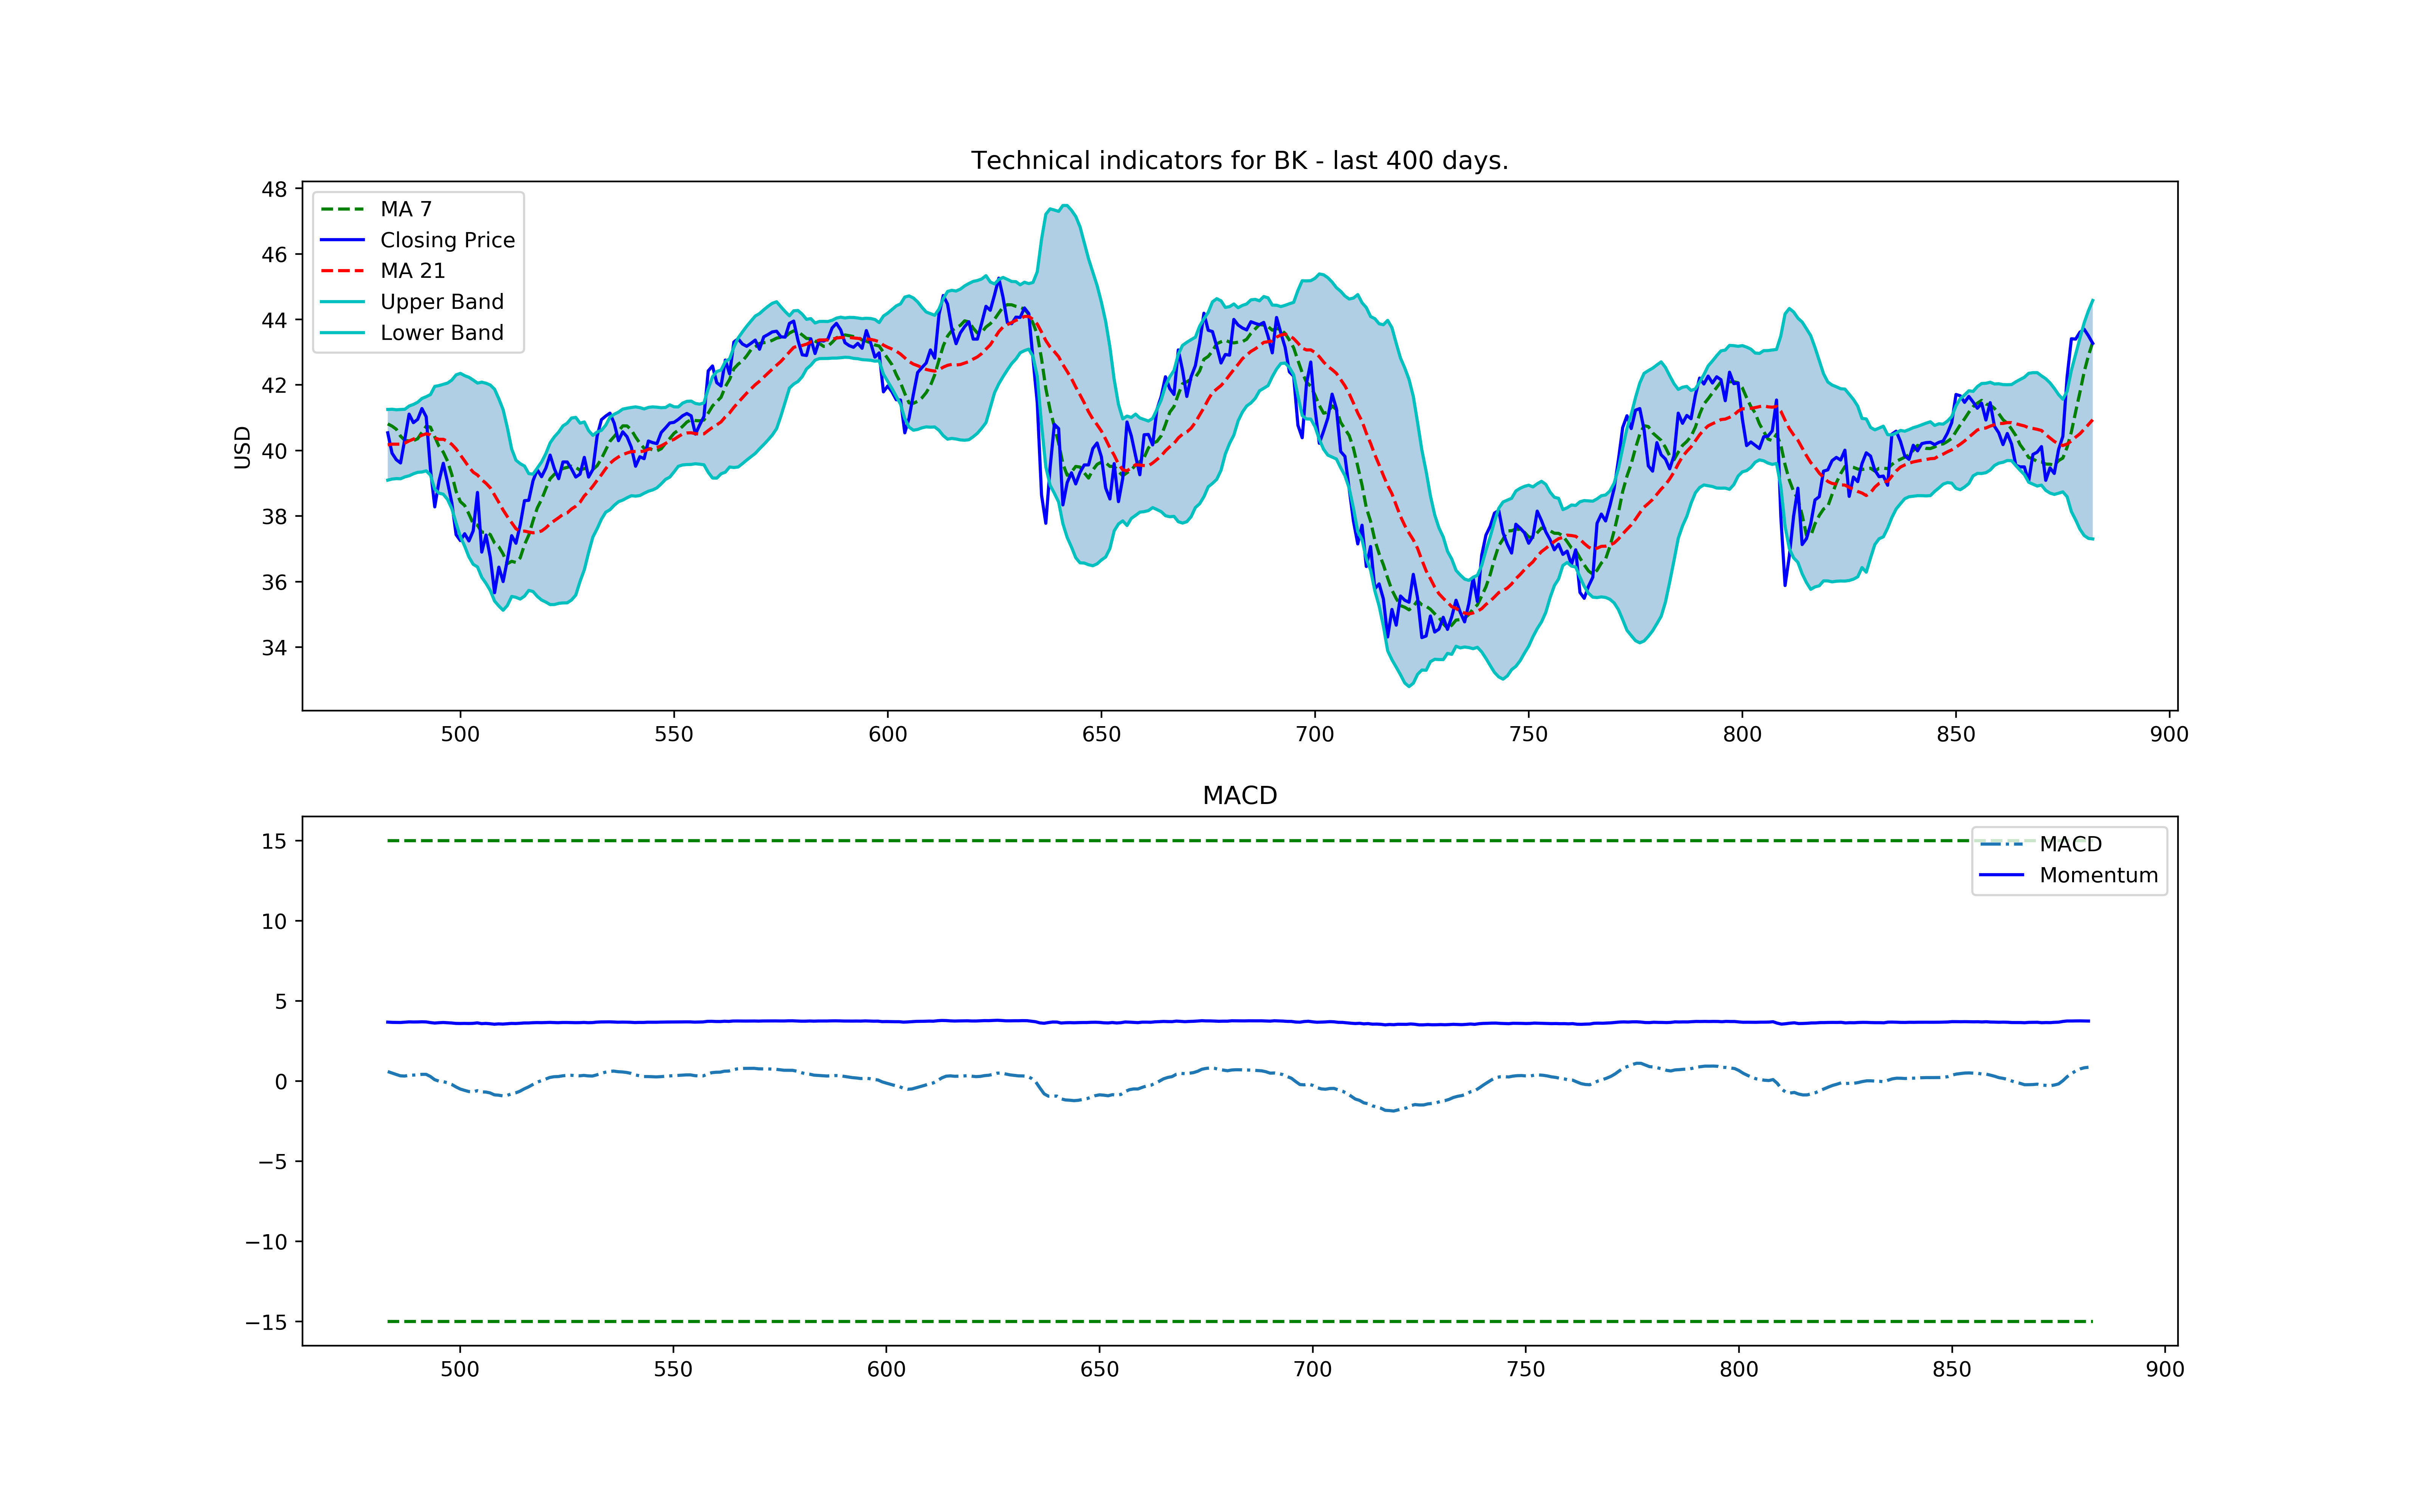 Technical indicators for BK - last 400 days.
48
46
44
42
40
38
36
34
USD
MA 7
Closing Price
MA 21
Upper Band
Lower Band
500 550 600 650 700 750 800 850 900
MACD
15
10
5
0
−5
−10
−15
MACD
Momentum
500 550 600 650 700 750 800 850 900